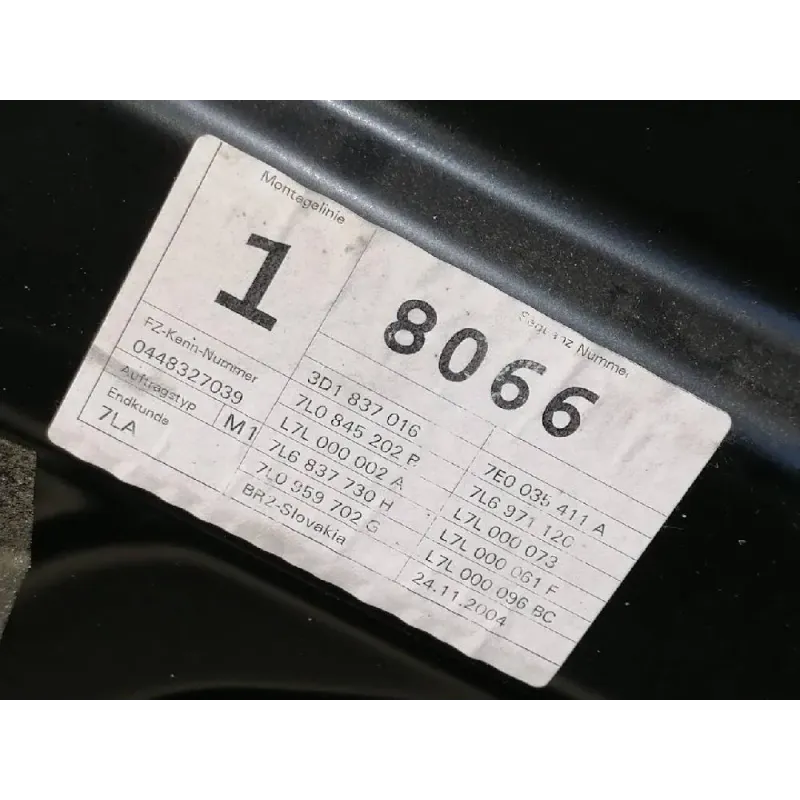 Montagelinie
1
Sequenz Nummer
8066
FZ-Kenn-Nummer
0448327039
Auftragstyp
M1
Endkunde
7LA
3D1 837 016
7L0 845 202 B
L7L 000 002 A
7L6 837 730 H
7L0 959 702 G
BR2-Slovakia
7E0 035 411 A
7L6 971 120
L7L 000 073
L7L 000 061 F
L7L 000 096 BC
24.11.2004